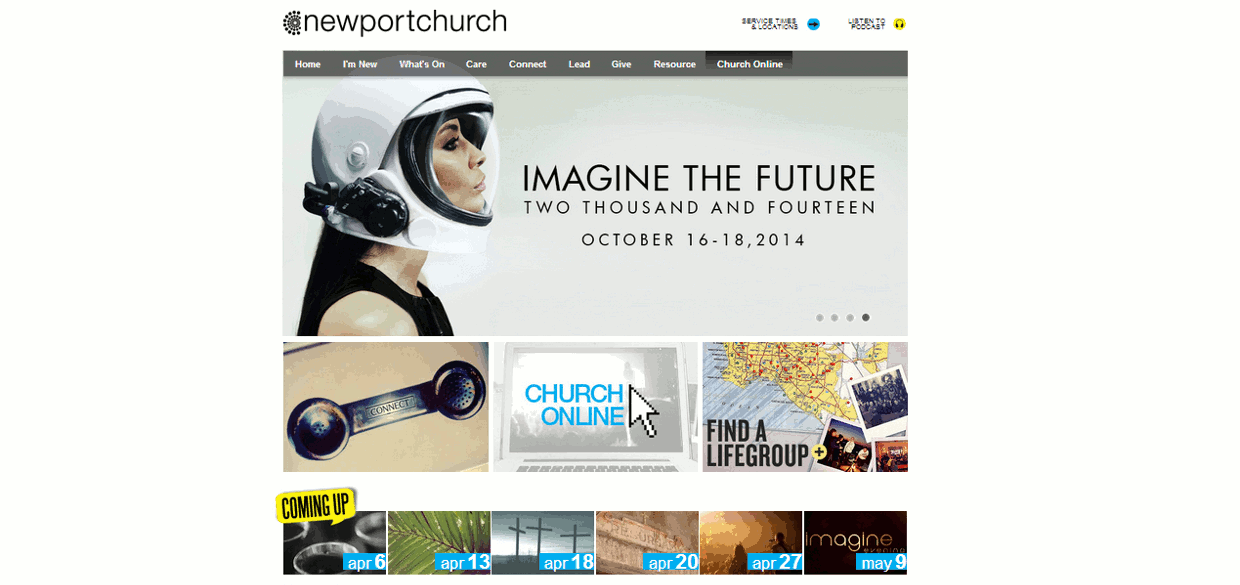 newportchurch
SERVICE TIMES
& LOCATIONS
LISTEN TO
PODCAST
Home I'm New What's On Care Connect Lead Give Resource Church Online
IMAGINE THE FUTURE
TWO THOUSAND AND FOURTEEN
OCTOBER 16-18,2014
CONNECT
CHURCH
ONLINE
FIND A
LIFEGROUP
COMING UP
apr 6
apr 13
apr 18
apr 20
apr 27
imagine
evening
may 9